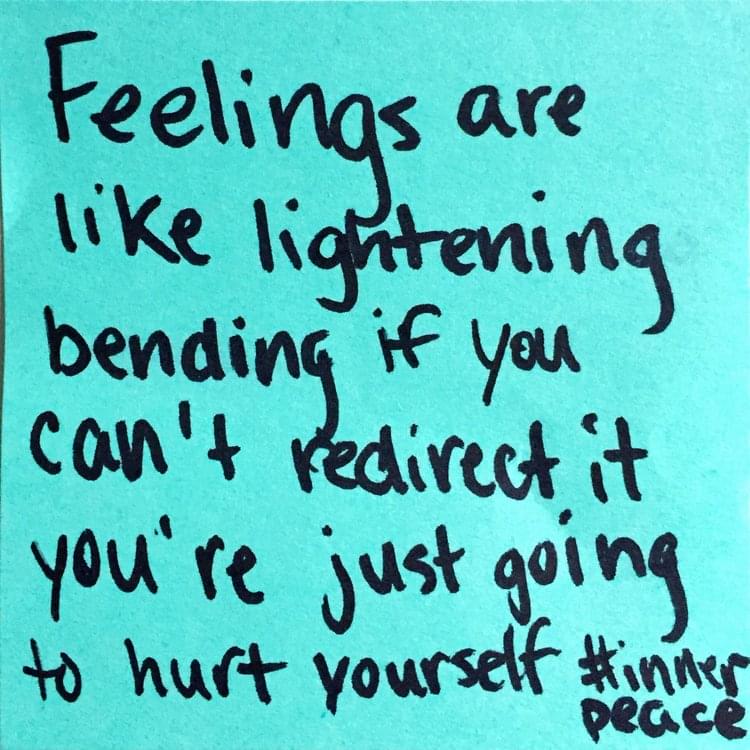 Feelings are
like lightening
bending if you
can't redirect it
you're just going
to hurt yourself #inner
peace